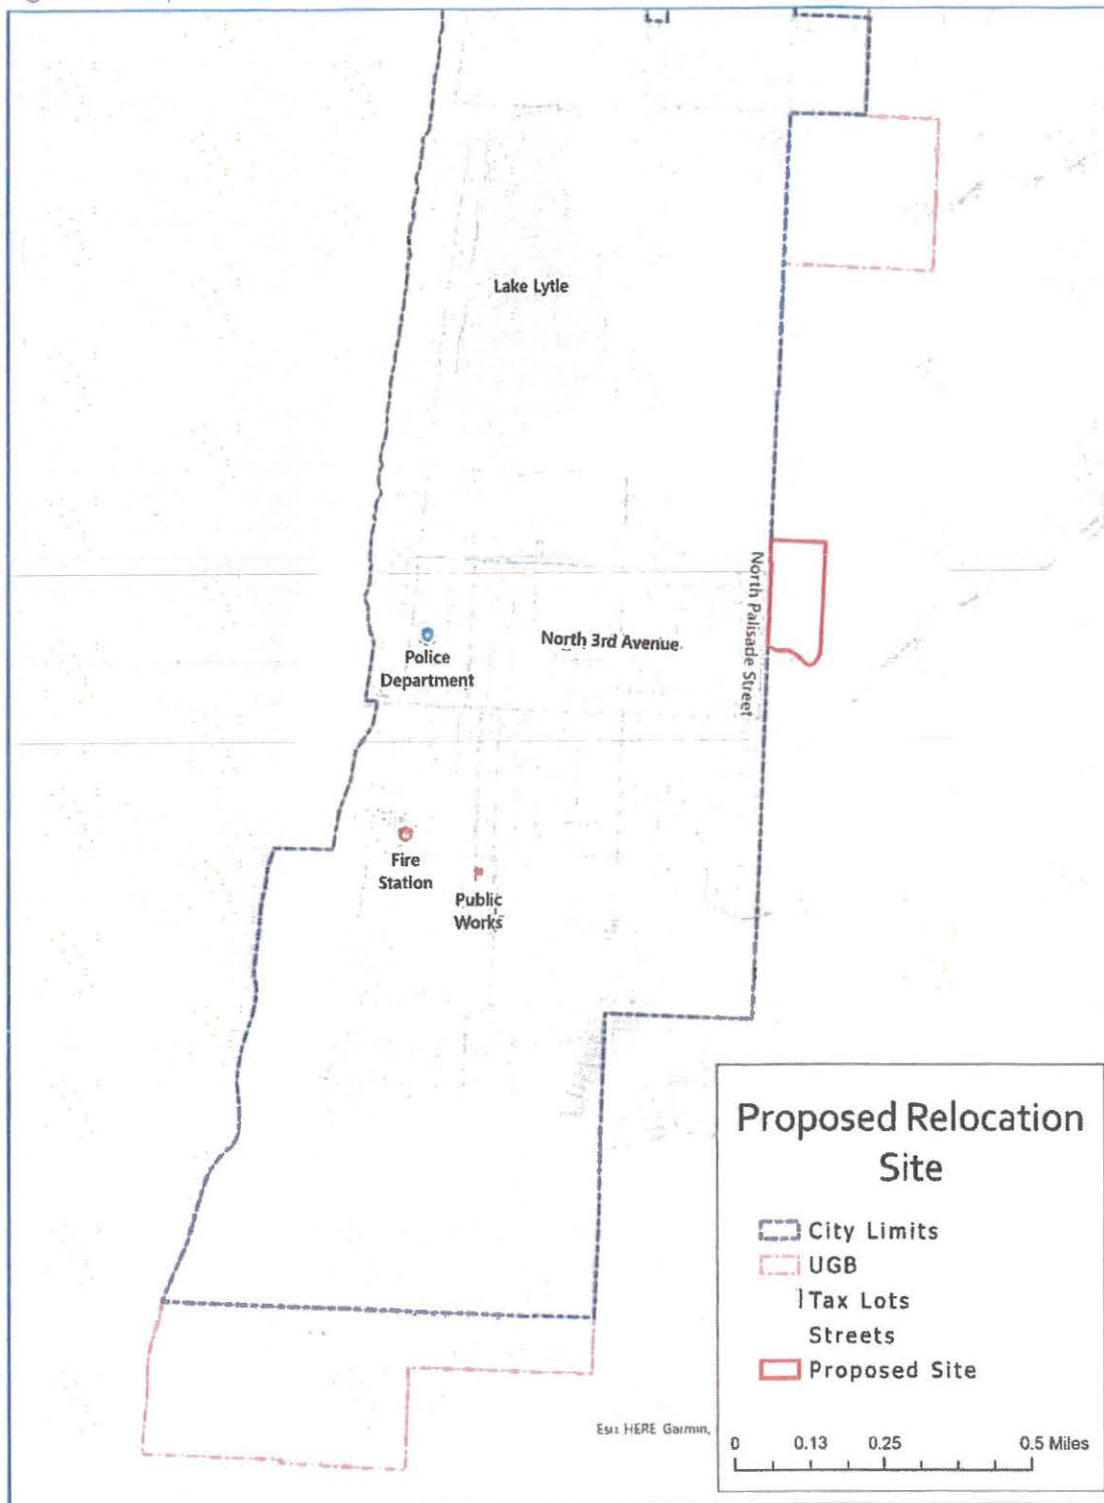 Lake Lytle
North Palisade Street
North 3rd Avenue
Police
Department
Fire
Station
Public
Works
Proposed Relocation
Site
City Limits
UGB
Tax Lots
Streets
Proposed Site
Esri HERE Garmin,
0 0.13 0.25 0.5 Miles